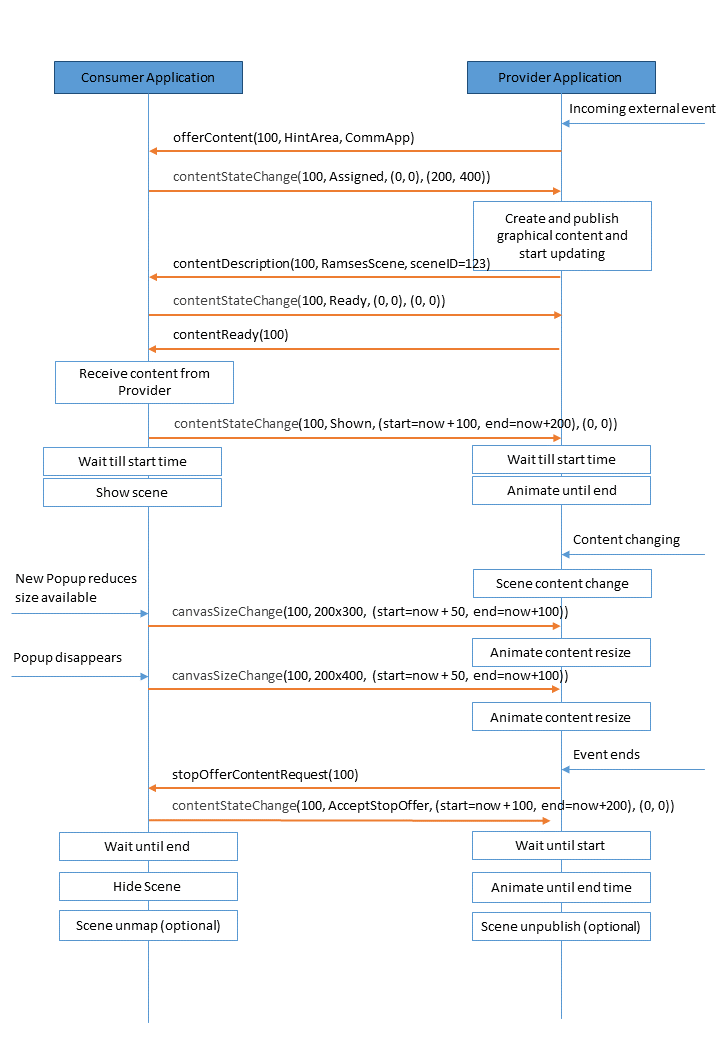 Consumer Application
Provider Application
Incoming external event
offerContent(100, HintArea, CommApp)
contentStateChange(100, Assigned, (0, 0), (200, 400))
Create and publish
graphical content and
start updating
contentDescription(100, RamsesScene, sceneID=123)
contentStateChange(100, Ready, (0, 0), (0, 0))
contentReady(100)
Receive content from
Provider
contentStateChange(100, Shown, (start=now + 100, end=now+200), (0, 0))
Wait till start time
Wait till start time
Show scene
Animate until end
Content changing
New Popup reduces
size available
Scene content change
canvasSizeChange(100, 200x300, (start=now + 50, end=now+100))
Animate content resize
Popup disappears
canvasSizeChange(100, 200x400, (start=now + 50, end=now+100))
Animate content resize
Event ends
stopOfferContentRequest(100)
contentStateChange(100, AcceptStopOffer, (start=now + 100, end=now+200), (0, 0))
Wait until end
Wait until start
Hide Scene
Animate until end time
Scene unmap (optional)
Scene unpublish (optional)